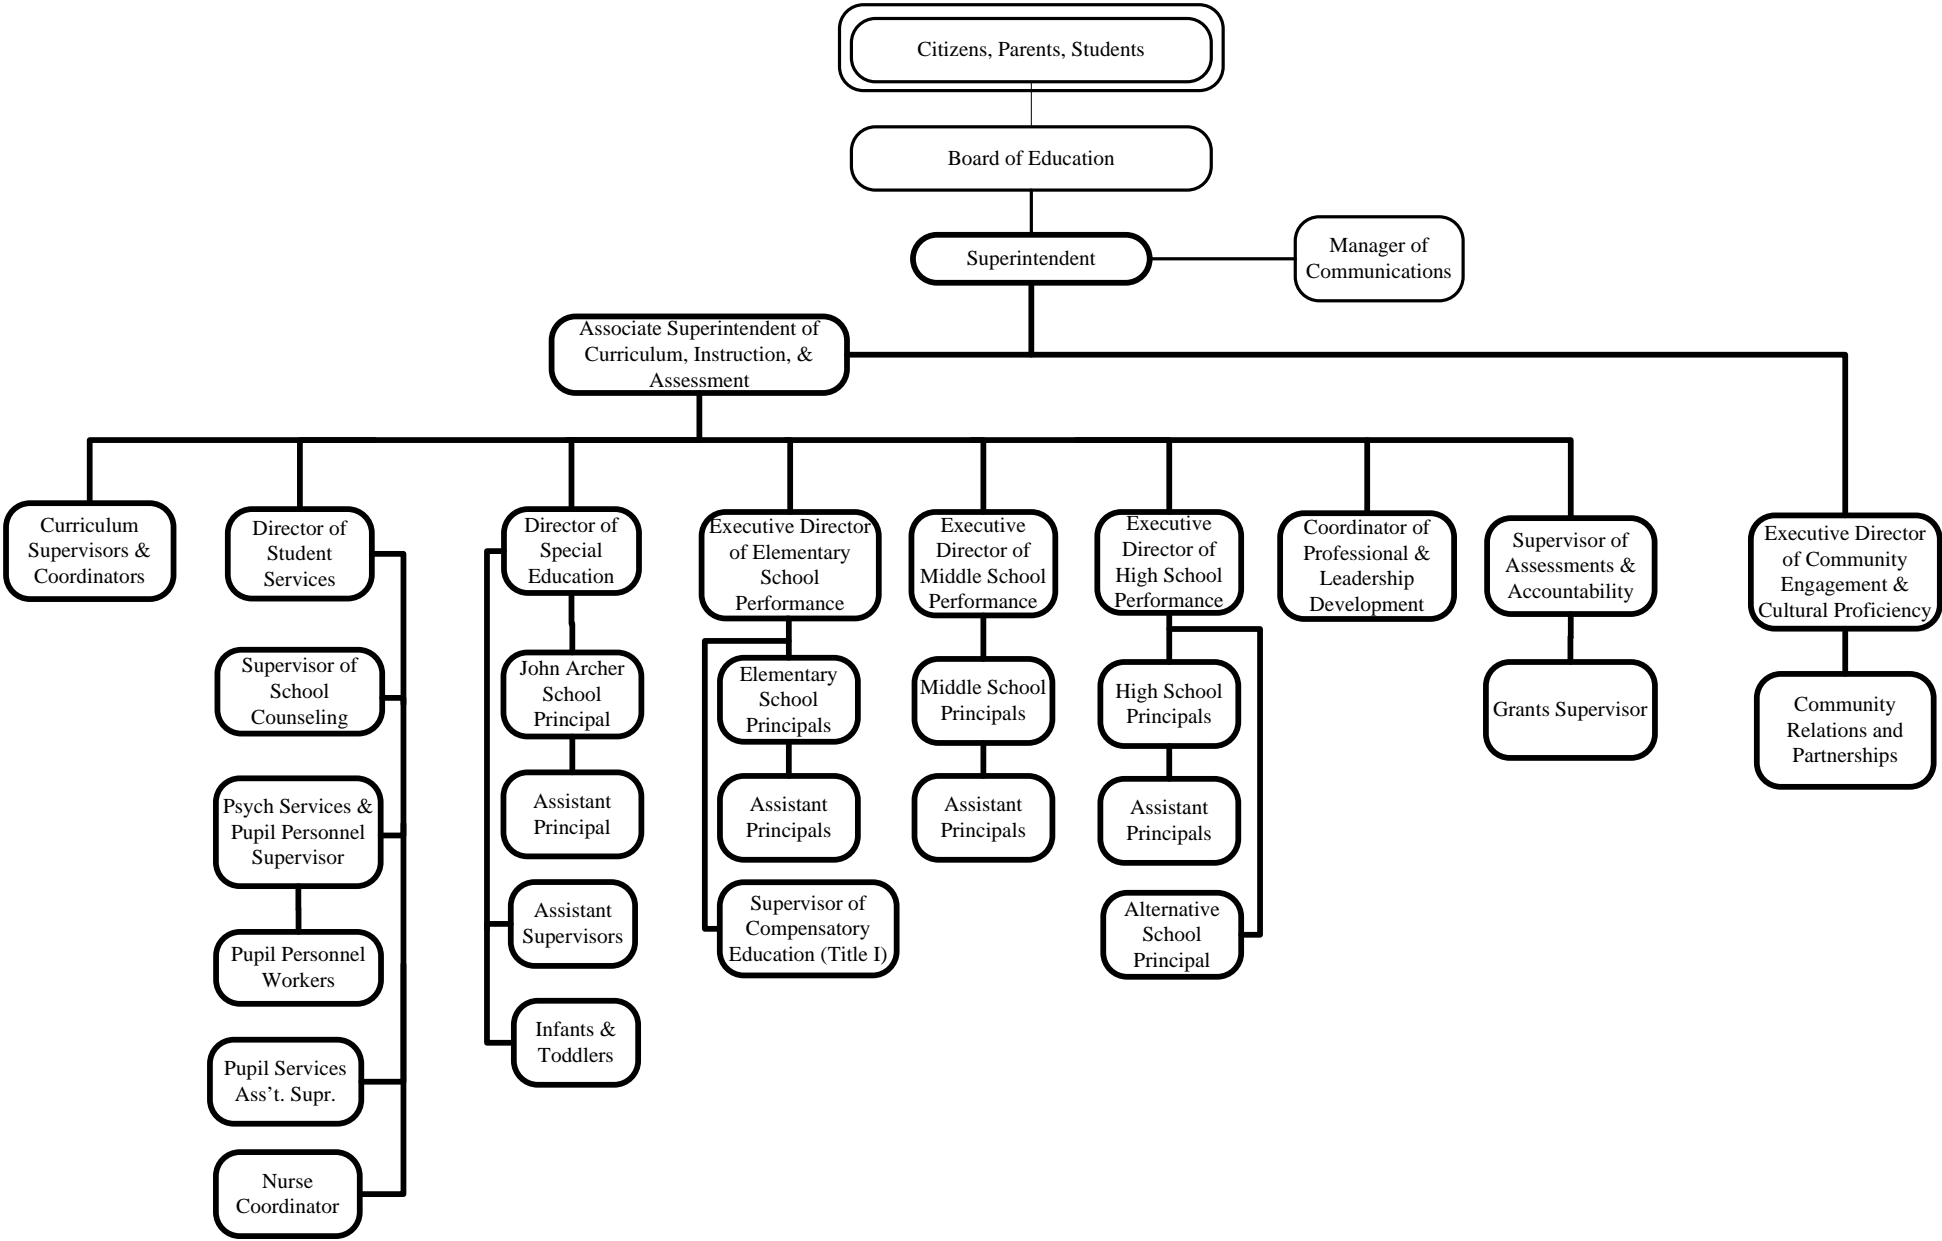 Citizens, Parents, Students
Board of Education
Superintendent
Manager of
Communications
Associate Superintendent of
Curriculum, Instruction, &
Assessment
Curriculum
Supervisors &
Coordinators
Director of
Student
Services
Director of
Special
Education
Executive Director
of Elementary
School
Performance
Executive
Director of
Middle School
Performance
Executive
Director of
High School
Performance
Coordinator of
Professional &
Leadership
Development
Supervisor of
Assessments &
Accountability
Executive Director
of Community
Engagement &
Cultural Proficiency
Supervisor of
School
Counseling
John Archer
School
Principal
Elementary
School
Principals
Middle School
Principals
High School
Principals
Grants Supervisor
Community
Relations and
Partnerships
Psych Services &
Pupil Personnel
Supervisor
Assistant
Principal
Assistant
Principals
Assistant
Principals
Assistant
Principals
Pupil Personnel
Workers
Assistant
Supervisors
Supervisor of
Compensatory
Education (Title I)
Alternative
School
Principal
Pupil Services
Ass’t. Supr.
Infants &
Toddlers
Nurse
Coordinator